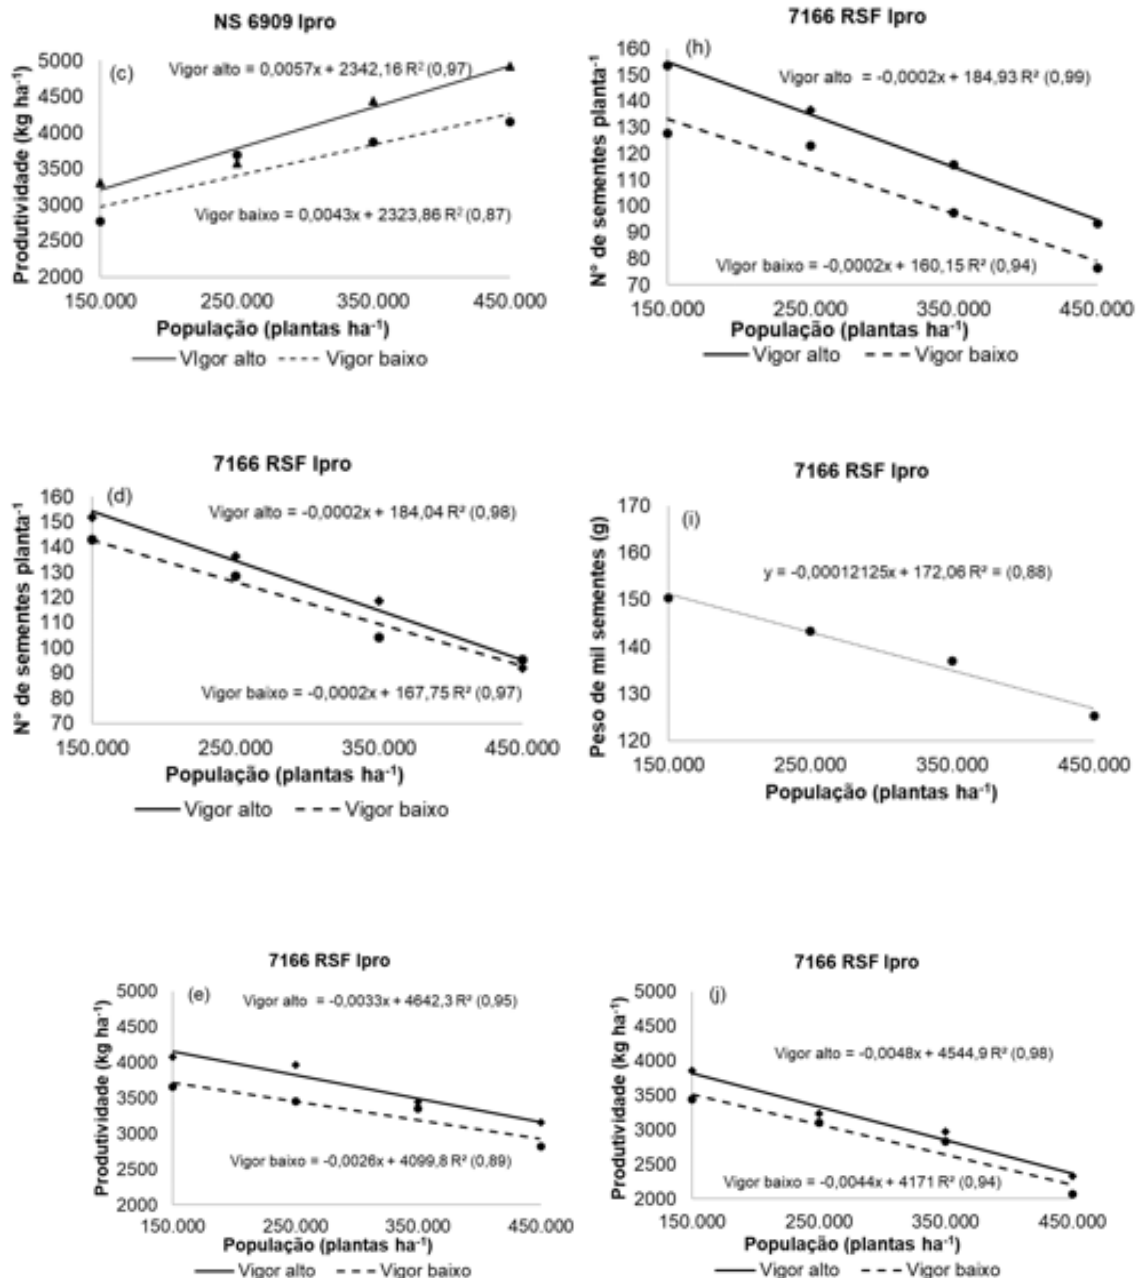 NS 6909 Ipro
(c)
Vigor alto = 0,0057x + 2342,16 R² (0,97)
Vigor baixo = 0,0043x + 2323,86 R² (0,87)
Produtividade (kg ha⁻¹)
5000
4500
4000
3500
3000
2500
2000
150.000 250.000 350.000 450.000
População (plantas ha⁻¹)
VIgor alto Vigor baixo
7166 RSF Ipro
(h)
Vigor alto = -0,0002x + 184,93 R² (0,99)
VIgor baixo = -0,0002x + 160,15 R² (0,94)
N° de sementes planta⁻¹
160
150
140
130
120
110
100
90
80
70
150.000 250.000 350.000 450.000
População (plantas ha⁻¹)
Vigor alto Vigor baixo
7166 RSF Ipro
(d)
Vigor alto = -0,0002x + 184,04 R² (0,98)
Vigor baixo = -0,0002x + 167,75 R² (0,97)
N° de sementes planta⁻¹
160
150
140
130
120
110
100
90
80
70
150.000 250.000 350.000 450.000
População (plantas ha⁻¹)
Vigor alto Vigor baixo
7166 RSF Ipro
(i)
y = -0,00012125x + 172,06 R² = (0,88)
Peso de mil sementes (g)
170
160
150
140
130
120
150.000 250.000 350.000 450.000
População (plantas ha⁻¹)
7166 RSF Ipro
(e)
Vigor alto = -0,0033x + 4642,3 R² (0,95)
Vigor baixo = -0,0026x + 4099,8 R² (0,89)
Produtividade (kg ha⁻¹)
5000
4500
4000
3500
3000
2500
2000
150.000 250.000 350.000 450.000
População (plantas ha⁻¹)
Vigor alto Vigor baixo
7166 RSF Ipro
(j)
Vigor alto = -0,0048x + 4544,9 R² (0,98)
Vigor baixo = -0,0044x + 4171 R² (0,94)
Produtividade (kg ha⁻¹)
5000
4500
4000
3500
3000
2500
2000
150.000 250.000 350.000 450.000
População (plantas ha⁻¹)
Vigor alto Vigor baixo